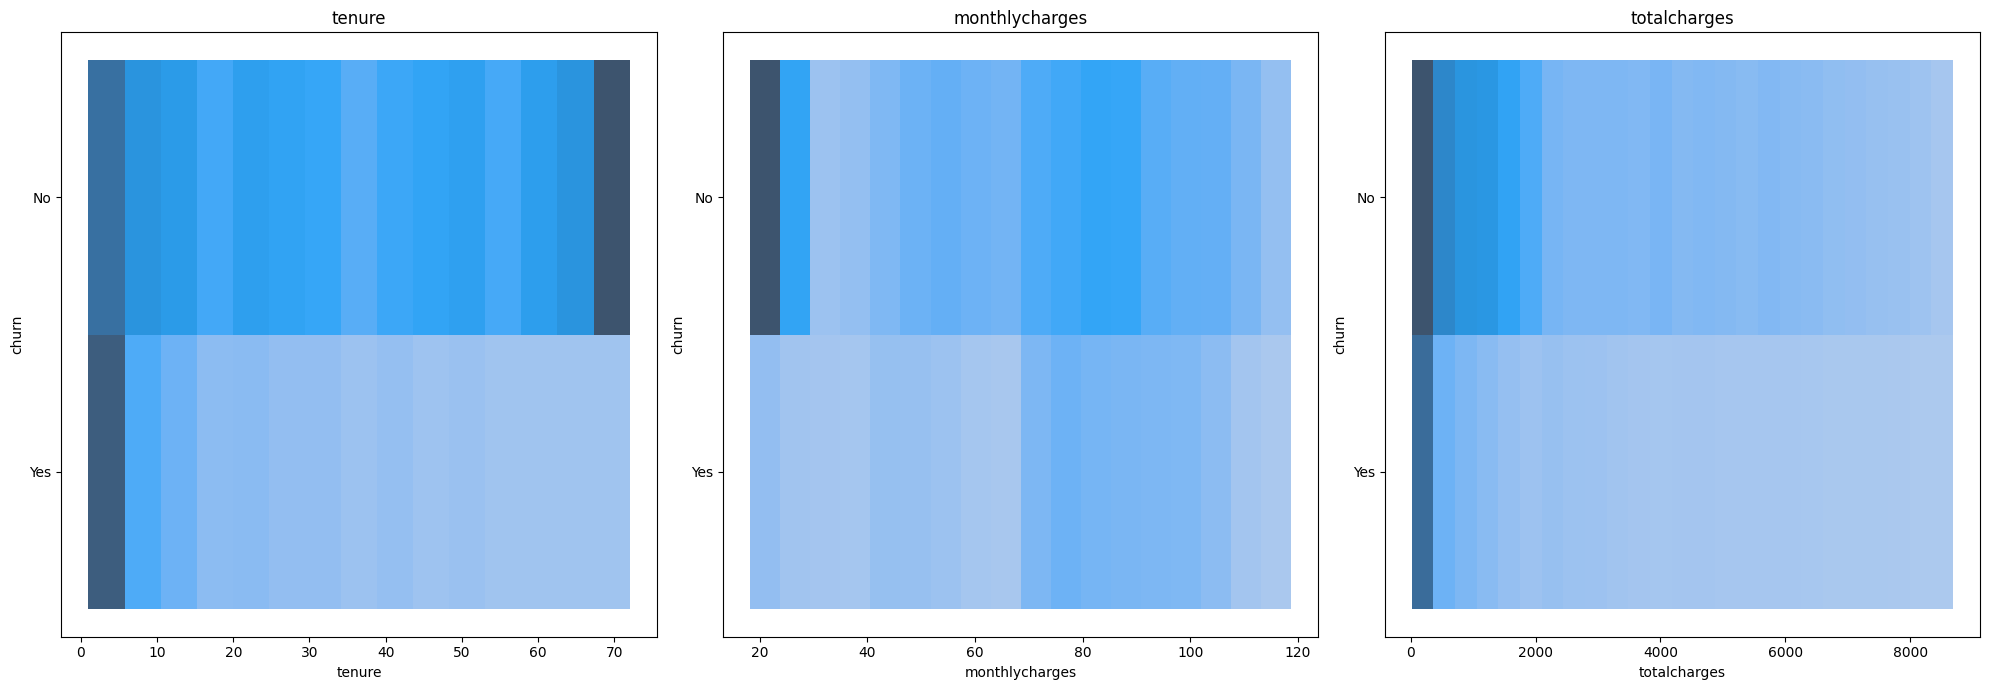 tenure
monthlycharges
totalcharges
No
Yes
churn
0 10 20 30 40 50 60 70
tenure
No
Yes
churn
20 40 60 80 100 120
monthlycharges
No
Yes
churn
0 2000 4000 6000 8000
totalcharges